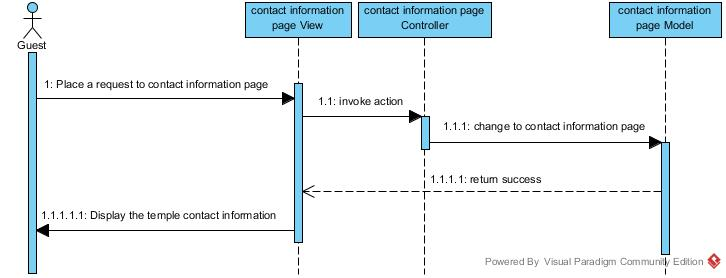 contact information
page View
contact information page
Controller
contact information
page Model
Guest
1: Place a request to contact information page
1.1: invoke action
1.1.1: change to contact information page
1.1.1.1: return success
1.1.1.1.1: Display the temple contact information
Powered By Visual Paradigm Community Edition